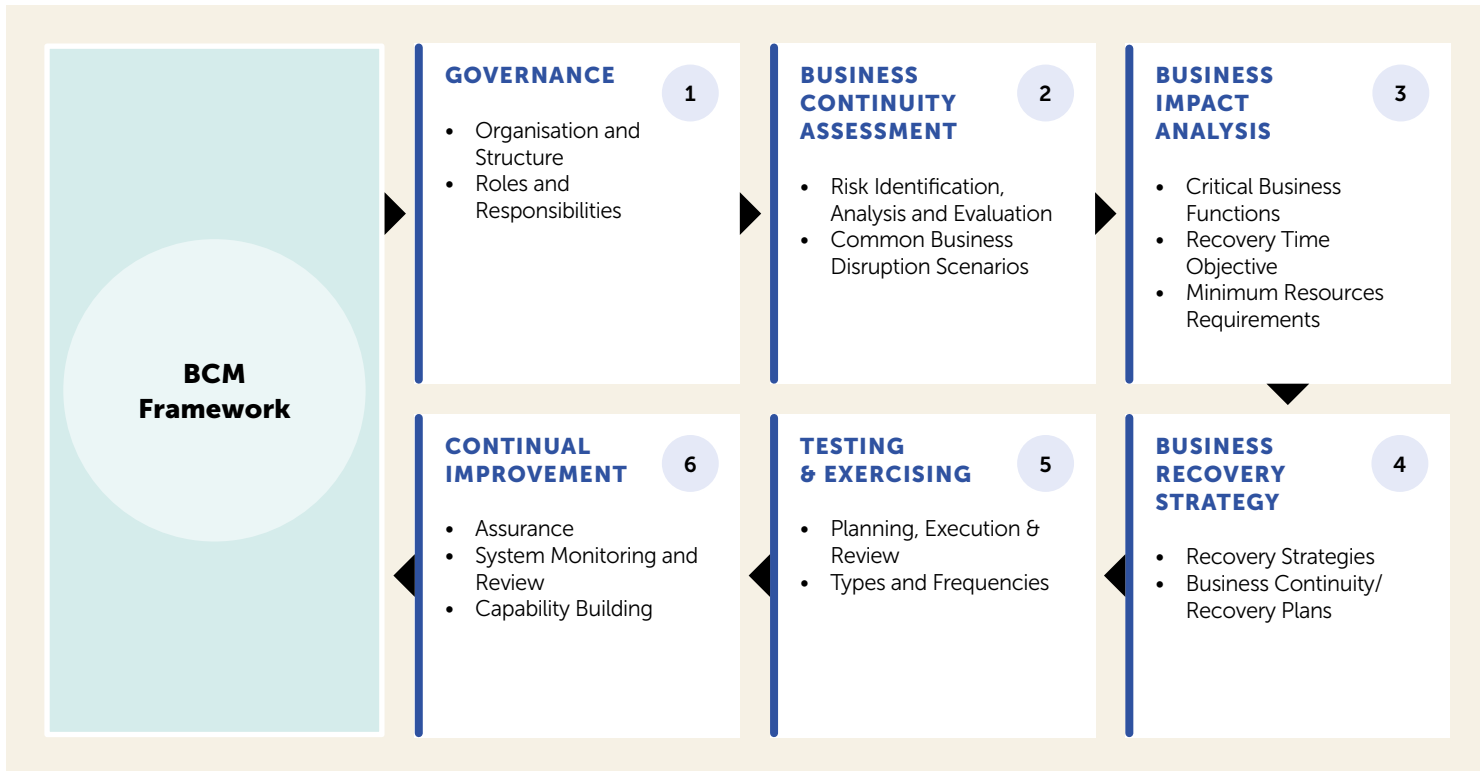 BCM
Framework
GOVERNANCE
1
• Organisation and
Structure
• Roles and
Responsibilities
BUSINESS
CONTINUITY
ASSESSMENT
2
• Risk Identification,
Analysis and Evaluation
• Common Business
Disruption Scenarios
BUSINESS
IMPACT
ANALYSIS
3
• Critical Business
Functions
• Recovery Time
Objective
• Minimum Resources
Requirements
BUSINESS
RECOVERY
STRATEGY
4
• Recovery Strategies
• Business Continuity/
Recovery Plans
TESTING
& EXERCISING
5
• Planning, Execution &
Review
• Types and Frequencies
CONTINUAL
IMPROVEMENT
6
• Assurance
• System Monitoring and
Review
• Capability Building